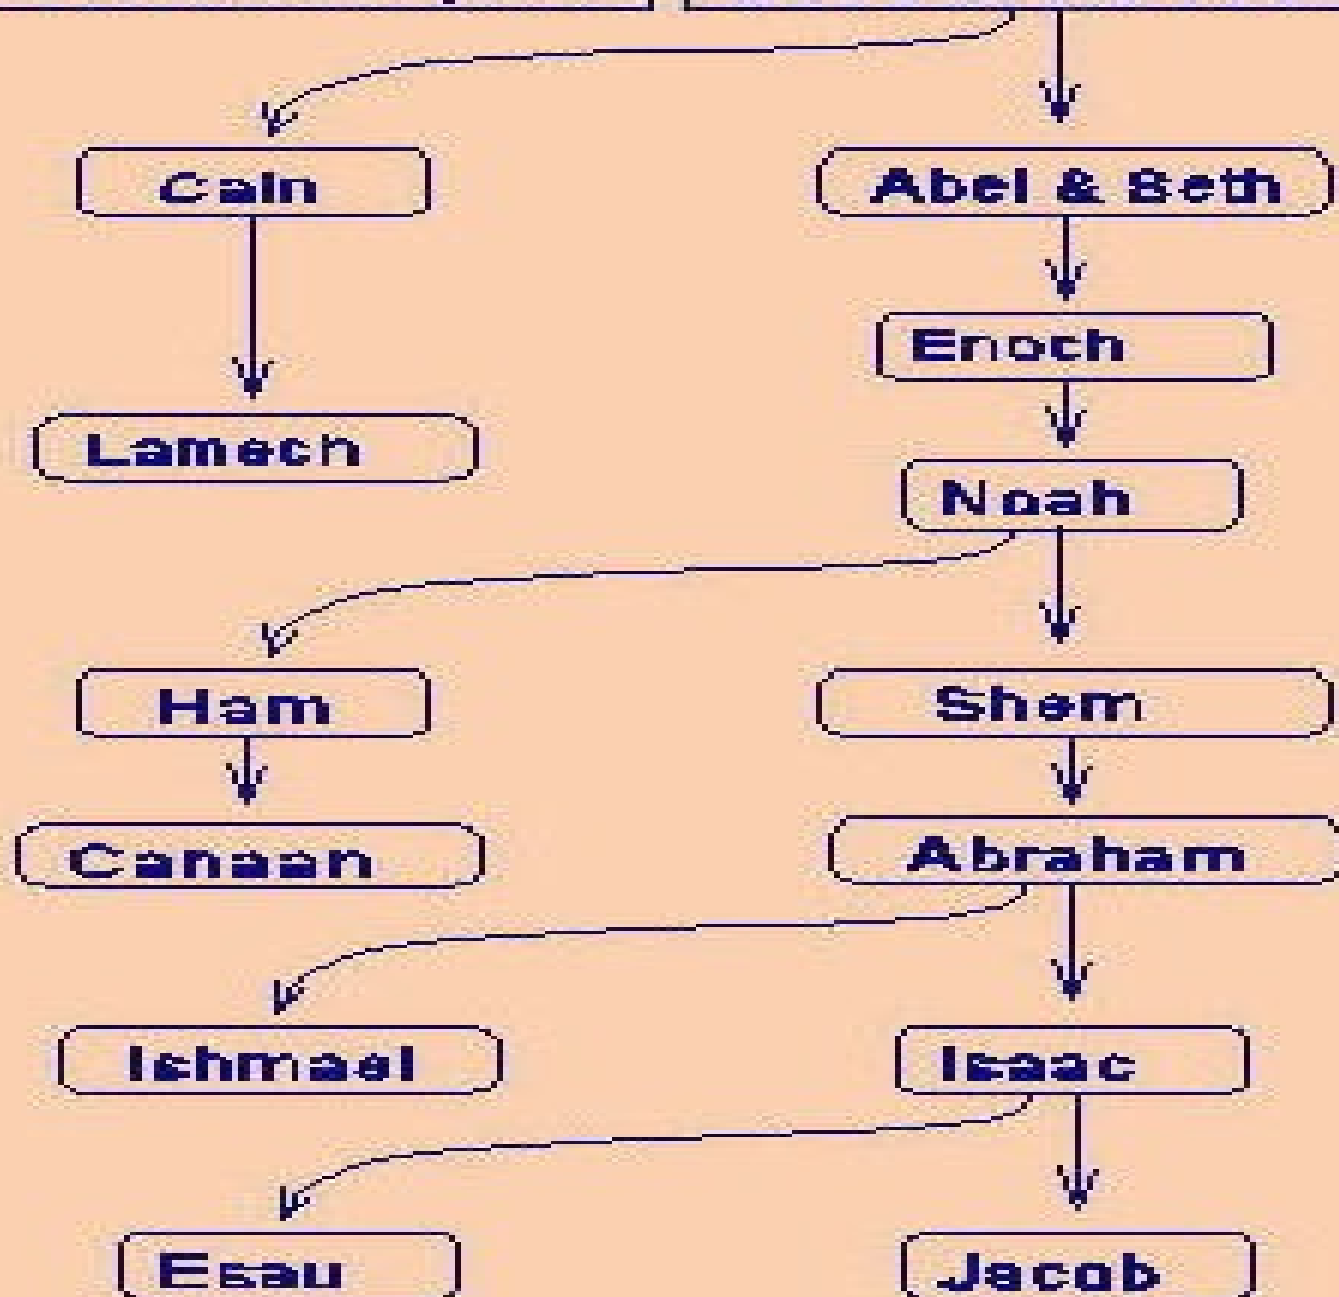 Cain
Abel & Seth
Enoch
Lamech
Noah
Ham
Shem
Canaan
Abraham
Ishmael
Isaac
Esau
Jacob